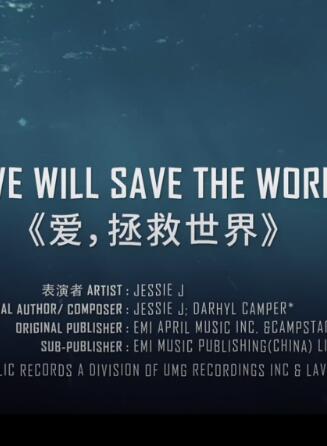 VE WILL SAVE THE WORL
《爱，拯救世界》
表演者 ARTIST : JESSIE J
AL AUTHOR/ COMPOSER : JESSIE J; DARHYL CAMPER*
ORIGINAL PUBLISHER : EMI APRIL MUSIC INC. &CAMPSTA
SUB-PUBLISHER : EMI MUSIC PUBLISHING(CHINA) LI
LIC RECORDS A DIVISION OF UMG RECORDINGS INC & LAV